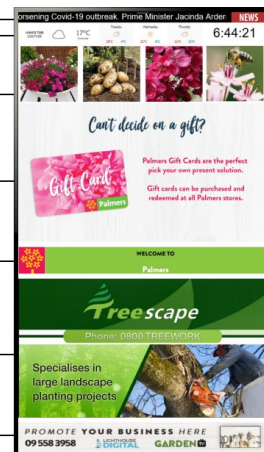 orsening Covid-19 outbreak. Prime Minister Jacinda Arder NEWS
17°C
6:44:21
Can't decide on a gift?
Palmers Gift Cards are the perfect
pick your own present solution.
Gift cards can be purchased and
redeemed at all Palmers stores.
Gift Card
Palmers
WELCOME TO
Palmers
Treescape
Phone: 0800 TREEWORK
Specialises in
large landscape
planting projects
PROMOTE YOUR BUSINESS HERE
09 558 3958
LIGHTHOUSE
DIGITAL
GARDEN TV